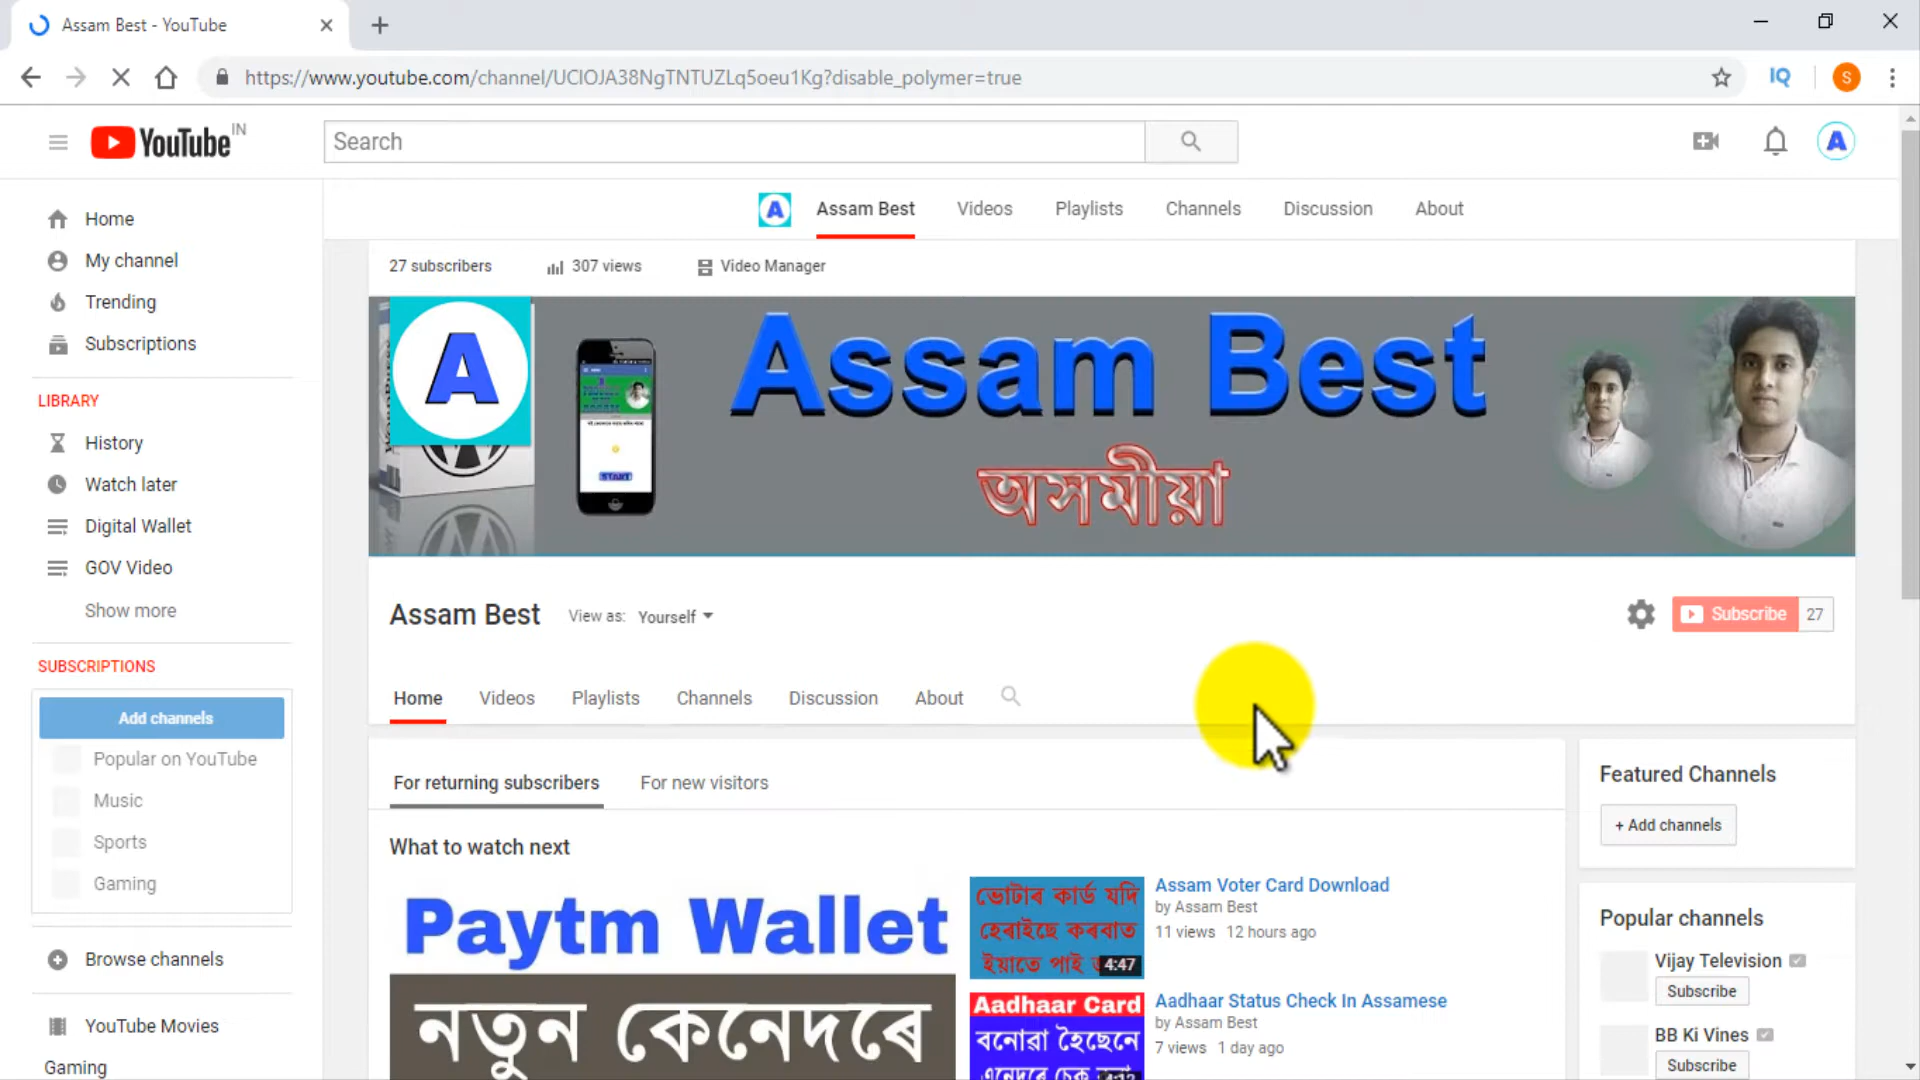 Assam Best - YouTube
https://www.youtube.com/channel/UCIOJA38NgTNTUZLq5oeu1Kg?disable_polymer=true
IQ
S
YouTube IN
Search
A
Assam Best
Videos
Playlists
Channels
Discussion
About
Home
My channel
Trending
Subscriptions
LIBRARY
History
Watch later
Digital Wallet
GOV Video
Show more
SUBSCRIPTIONS
Add channels
Popular on YouTube
Music
Sports
Gaming
Browse channels
YouTube Movies
Gaming
27 subscribers
307 views
Video Manager
A
START
Assam Best
অসমীয়া
Assam Best
View as: Yourself
Subscribe 27
Home
Videos
Playlists
Channels
Discussion
About
For returning subscribers
For new visitors
What to watch next
Paytm Wallet
নতুন কেনেদৰে
ভোটাৰ কাৰ্ড যদি
হেৰাইছে কৰবাত
ইয়াতে পাই
4:47
Assam Voter Card Download
by Assam Best
11 views 12 hours ago
Aadhaar Card
বনোৱা হৈছেনে
এনেদৰে চেক
Aadhaar Status Check In Assamese
by Assam Best
7 views 1 day ago
Featured Channels
+ Add channels
Popular channels
Vijay Television
Subscribe
BB Ki Vines
Subscribe